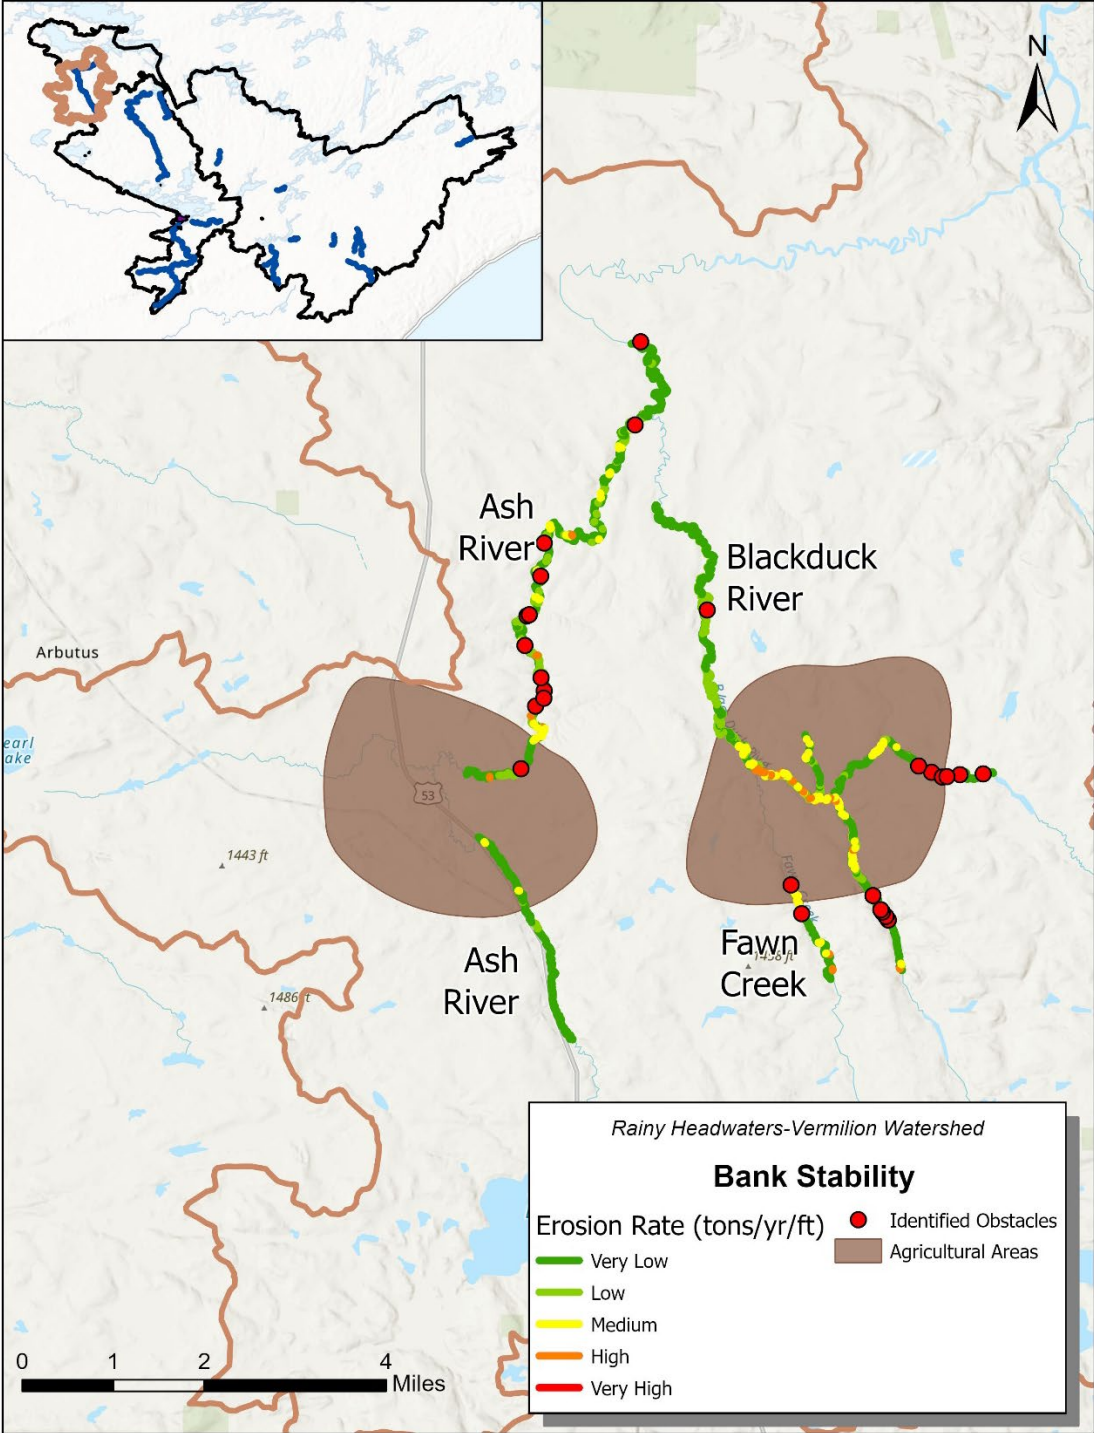 N
Ash
River
Blackduck
River
Arbutus
earl
ake
53
1443 ft
Fawn
Creek
1458 ft
Ash
River
1486 ft
Rainy Headwaters-Vermilion Watershed
Bank Stability
Erosion Rate (tons/yr/ft)
Very Low
Low
Medium
High
Very High
Identified Obstacles
Agricultural Areas
0 1 2 4
Miles